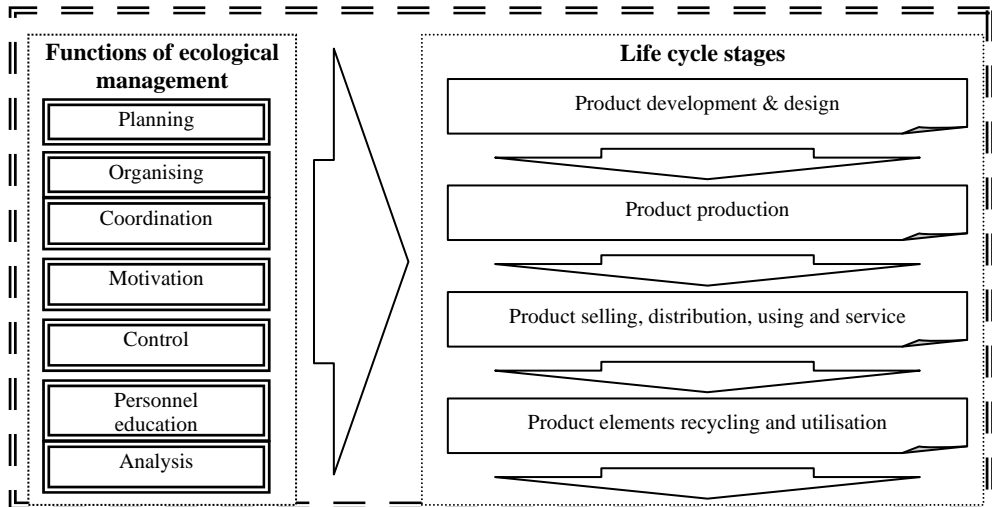 Functions of ecological
management
Planning
Organising
Coordination
Motivation
Control
Personnel
education
Analysis
Life cycle stages
Product development & design
Product production
Product selling, distribution, using and service
Product elements recycling and utilisation